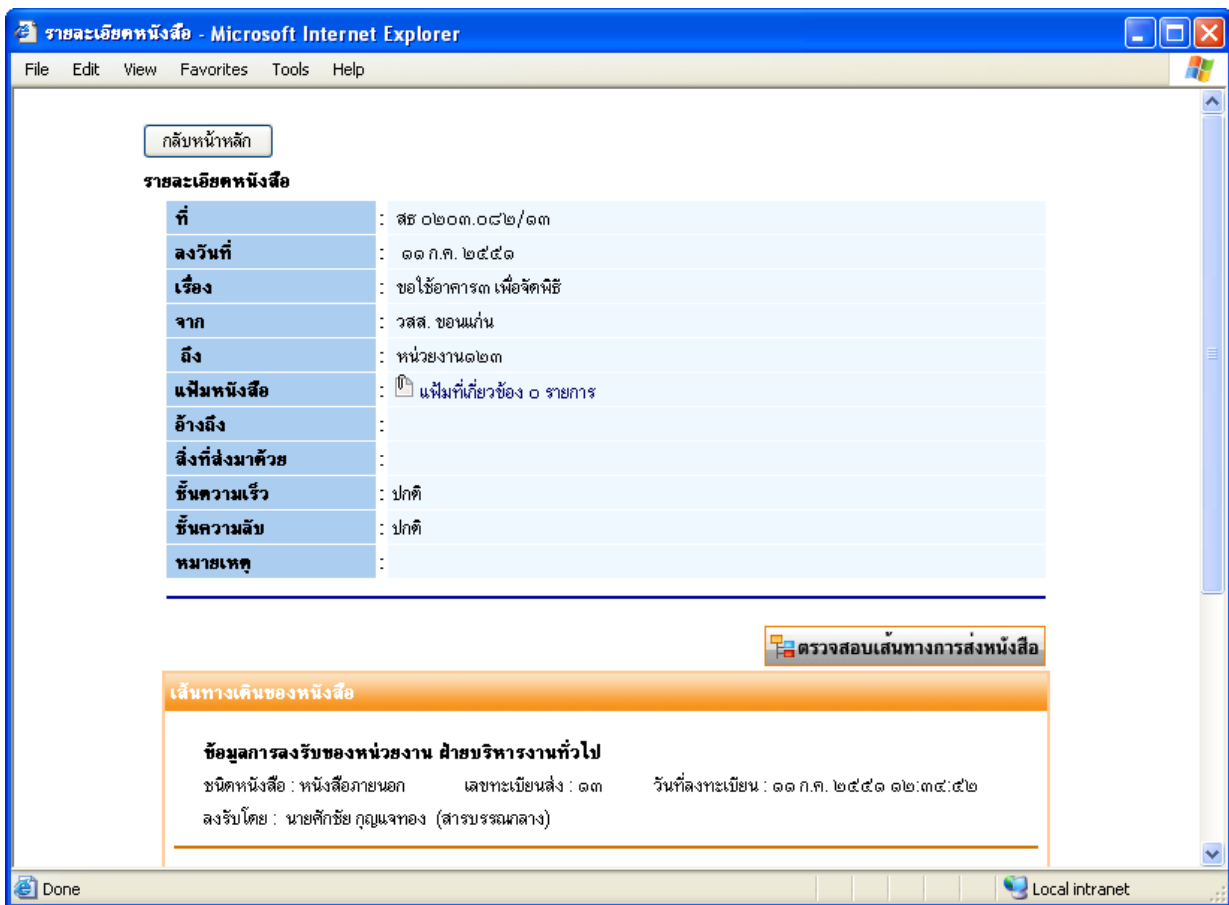 รายละเอียดหนังสือ - Microsoft Internet Explorer
File Edit View Favorites Tools Help
กลับหน้าหลัก
รายละเอียดหนังสือ
ที่ : สธ ๐๒๐๓.๐๘๒/๑๓
ลงวันที่ : ๑๑ ก.ค. ๒๕๕๑
เรื่อง : ขอใช้อาคาร๓ เพื่อจัดพิธี
จาก : วสส. ขอนแก่น
ถึง : หน่วยงาน๑๒๓
แฟ้มหนังสือ : แฟ้มที่เกี่ยวข้อง ๐ รายการ
อ้างถึง :
สิ่งที่ส่งมาด้วย :
ชั้นความเร็ว : ปกติ
ชั้นความลับ : ปกติ
หมายเหตุ :
ตรวจสอบเส้นทางการส่งหนังสือ
เส้นทางเดินของหนังสือ
ข้อมูลการลงรับของหน่วยงาน ฝ่ายบริหารงานทั่วไป
ชนิดหนังสือ : หนังสือภายนอก เลขทะเบียนส่ง : ๑๓ วันที่ลงทะเบียน : ๑๑ ก.ค. ๒๕๕๑ ๑๒:๓๔:๕๒
ลงรับโดย : นายศักชัย กุญแจทอง (สารบรรณกลาง)
Done Local intranet